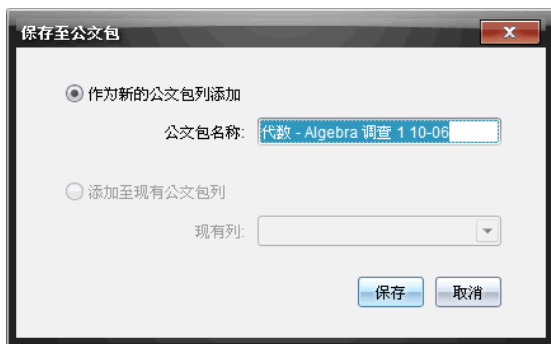 保存至公文包
作为新的公文包列添加
公文包名称: 代数 - Algebra 调查 1 10-06
添加至现有公文包列
现有列:
保存 取消